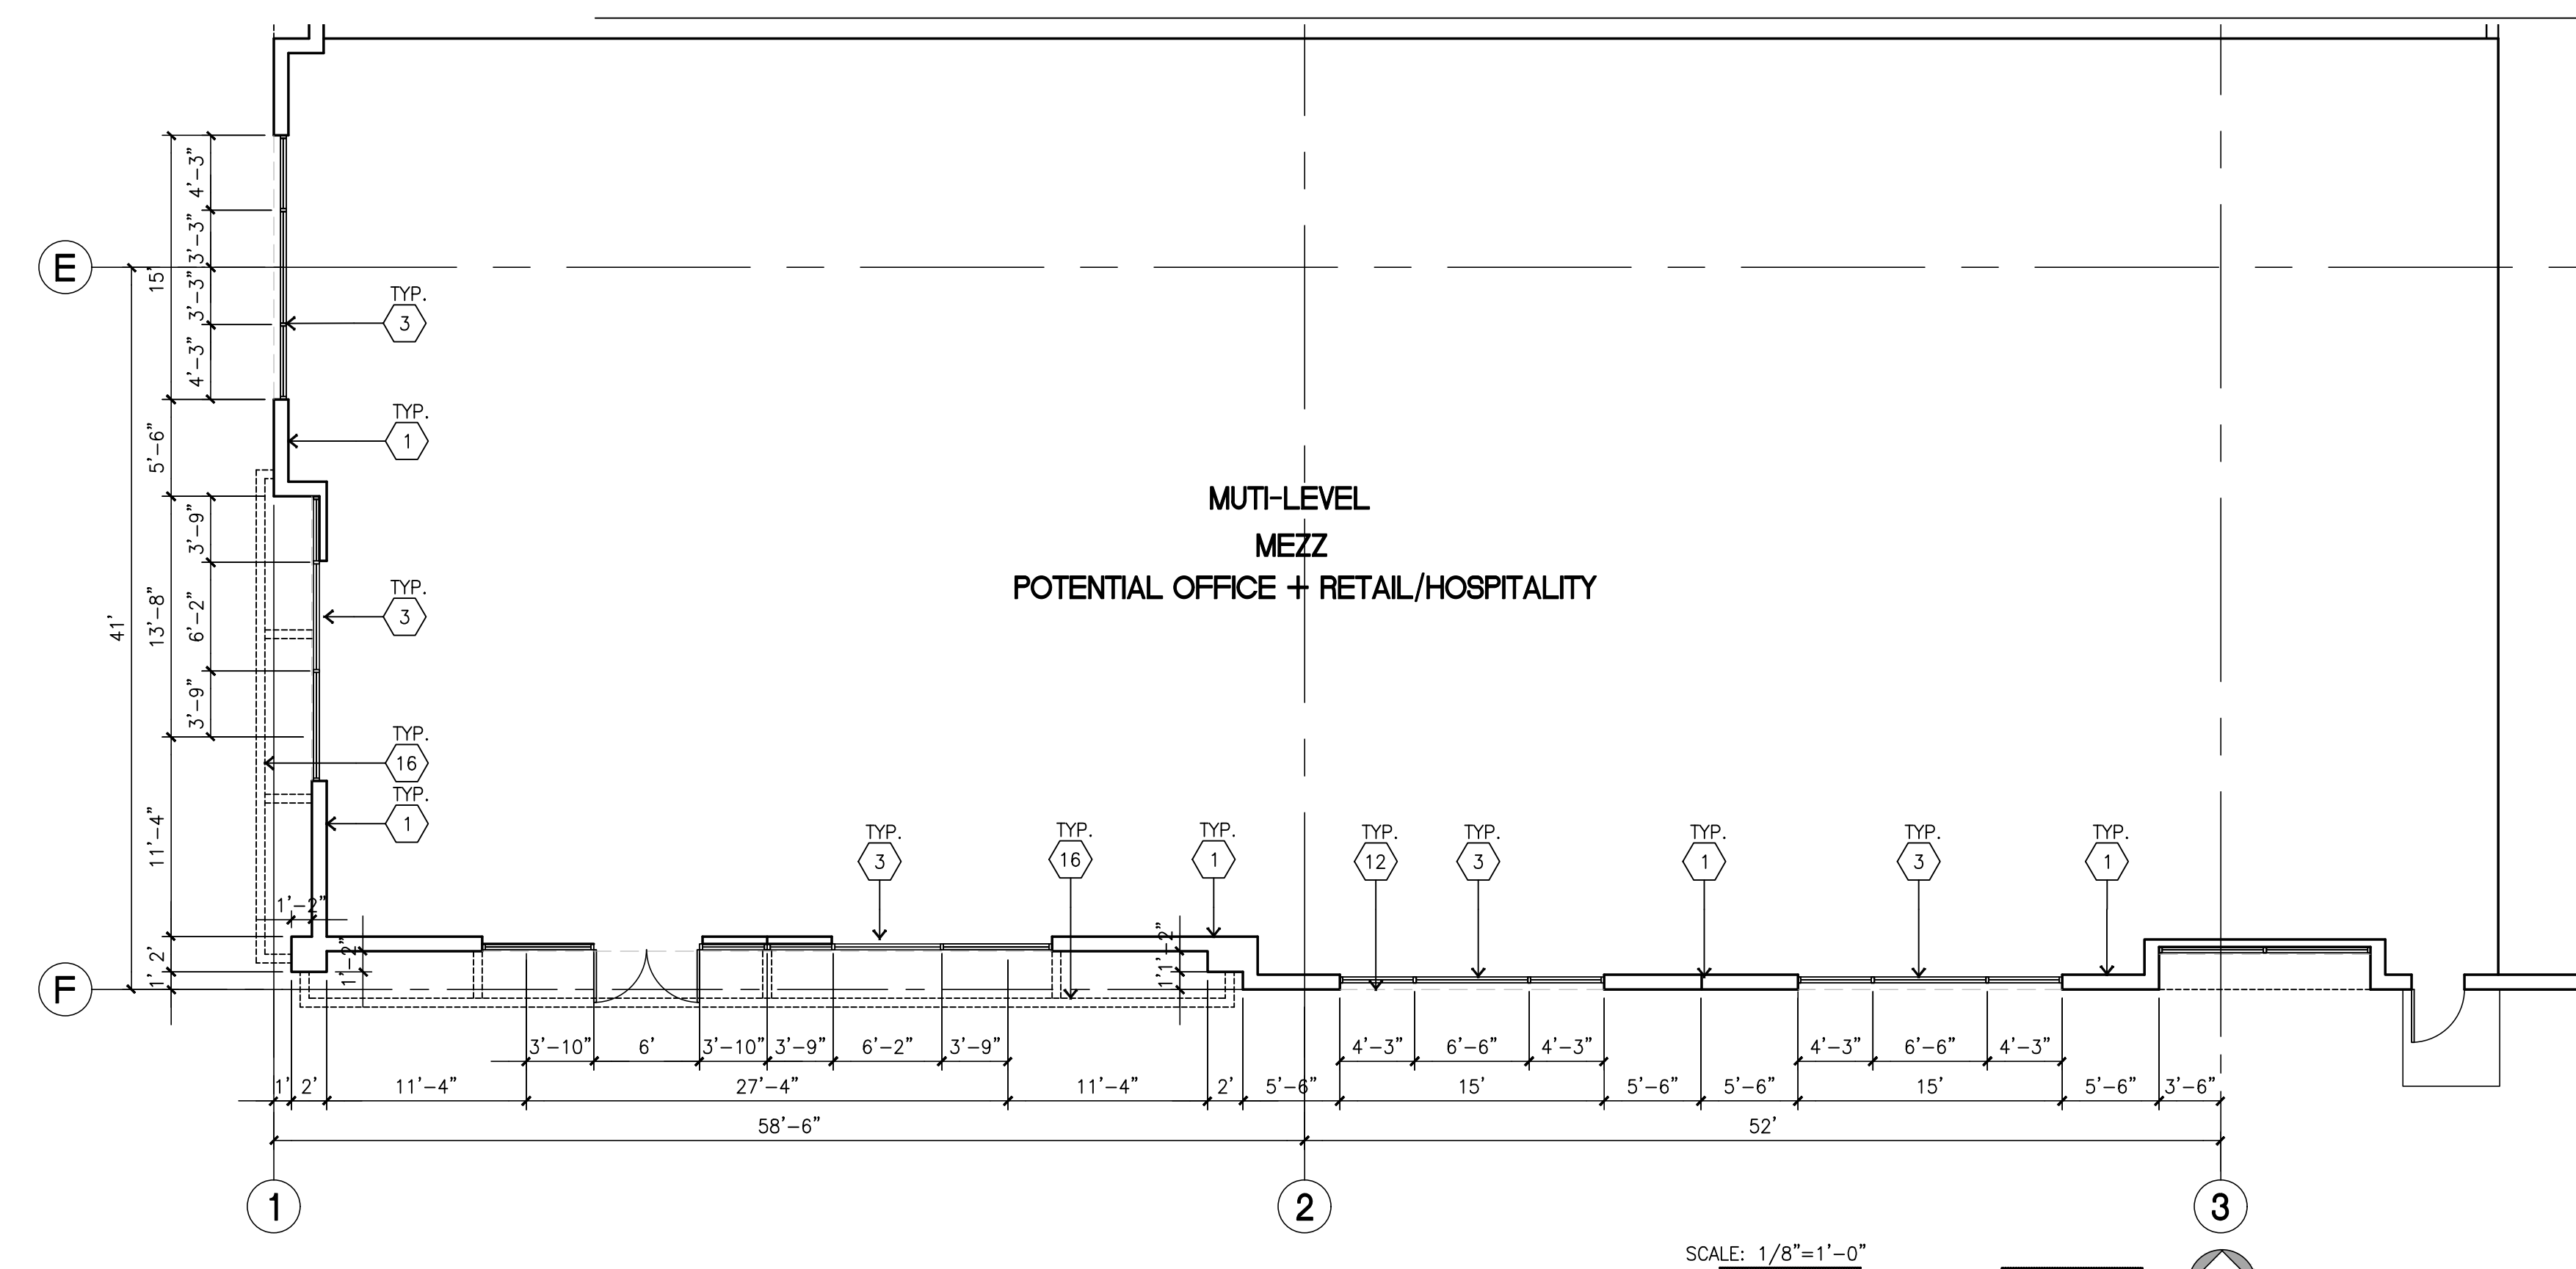 E
4'-3"
3'-3"
15'
3'-3"
4'-3"
TYP.
3
TYP.
1
5'-6"
3'-9"
13'-8"
6'-2"
3'-9"
41'
TYP.
3
MUTI-LEVEL
MEZZ
POTENTIAL OFFICE + RETAIL/HOSPITALITY
TYP.
16
TYP.
1
11'-4"
TYP.
3
TYP.
16
TYP.
1
TYP.
12
TYP.
3
TYP.
1
TYP.
3
TYP.
1
1'-2"
2'
1'
1'-2"
1'-2"
1'
F
3'-10" 6' 3'-10" 3'-9" 6'-2" 3'-9" 4'-3" 6'-6" 4'-3" 4'-3" 6'-6" 4'-3"
1' 2' 11'-4" 27'-4" 11'-4" 2' 5'-6" 15' 5'-6" 5'-6" 15' 5'-6" 3'-6"
58'-6" 52'
1 2 3
SCALE: 1/8"=1'-0"